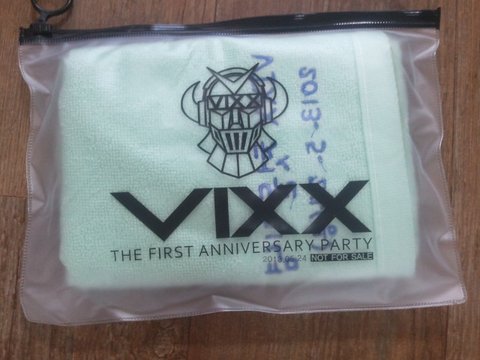 VIXX
VIXX
THE FIRST ANNIVERSARY PARTY
2013.05.24 NOT FOR SALE